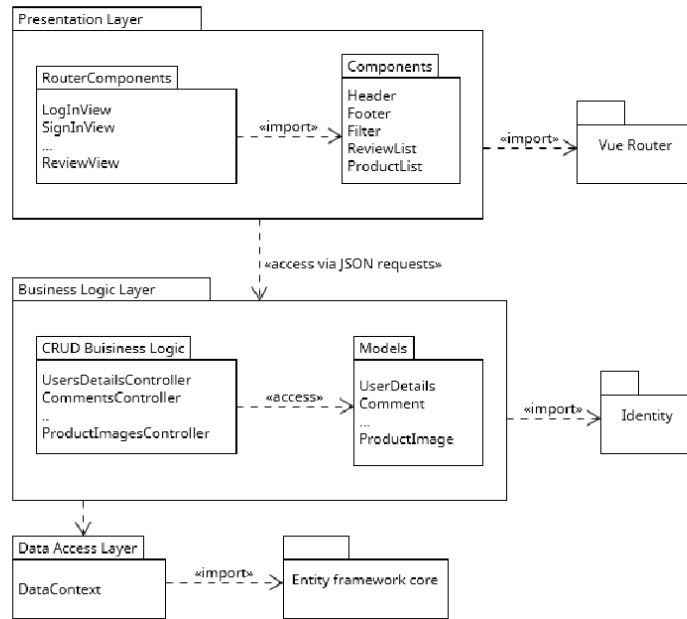 Presentation Layer
RouterComponents
LogInView
SignInView
...
ReviewView
«import»
Components
Header
Footer
Filter
ReviewList
ProductList
«import»
Vue Router
«access via JSON requests»
Business Logic Layer
CRUD Buisiness Logic
UsersDetailsController
CommentsController
..
ProductImagesController
«access»
Models
UserDetails
Comment
...
ProductImage
«import»
Identity
Data Access Layer
DataContext
«import»
Entity framework core